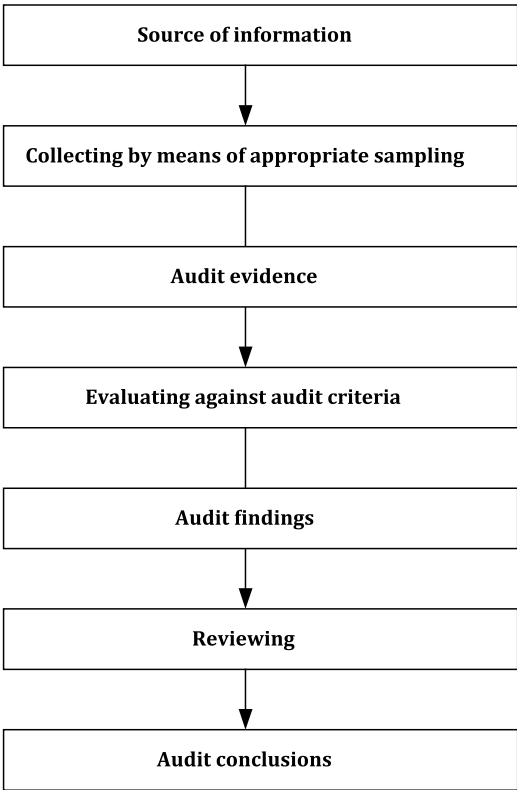 Source of information
Collecting by means of appropriate sampling
Audit evidence
Evaluating against audit criteria
Audit findings
Reviewing
Audit conclusions